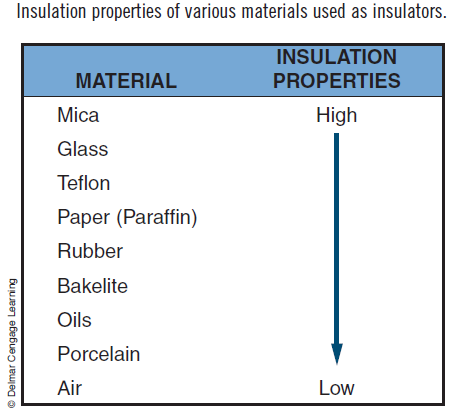 Insulation properties of various materials used as insulators.
MATERIAL
INSULATION
PROPERTIES
Mica
High
Glass
Teflon
Paper (Paraffin)
Rubber
Bakelite
Oils
Porcelain
Air
Low
© Delmar Cengage Learning